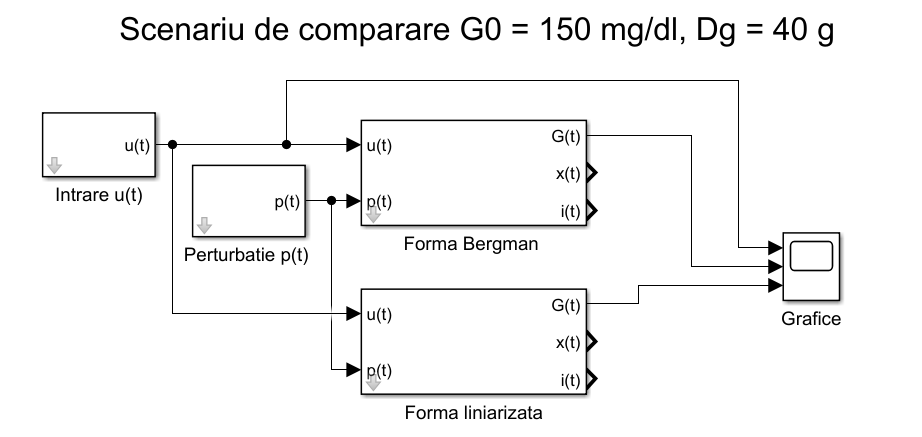 Scenariu de comparare G0 = 150 mg/dl, Dg = 40 g
u(t)
Intrare u(t)
p(t)
Perturbatie p(t)
u(t)
p(t)
G(t)
x(t)
i(t)
Forma Bergman
u(t)
p(t)
G(t)
x(t)
i(t)
Forma liniarizata
Grafice